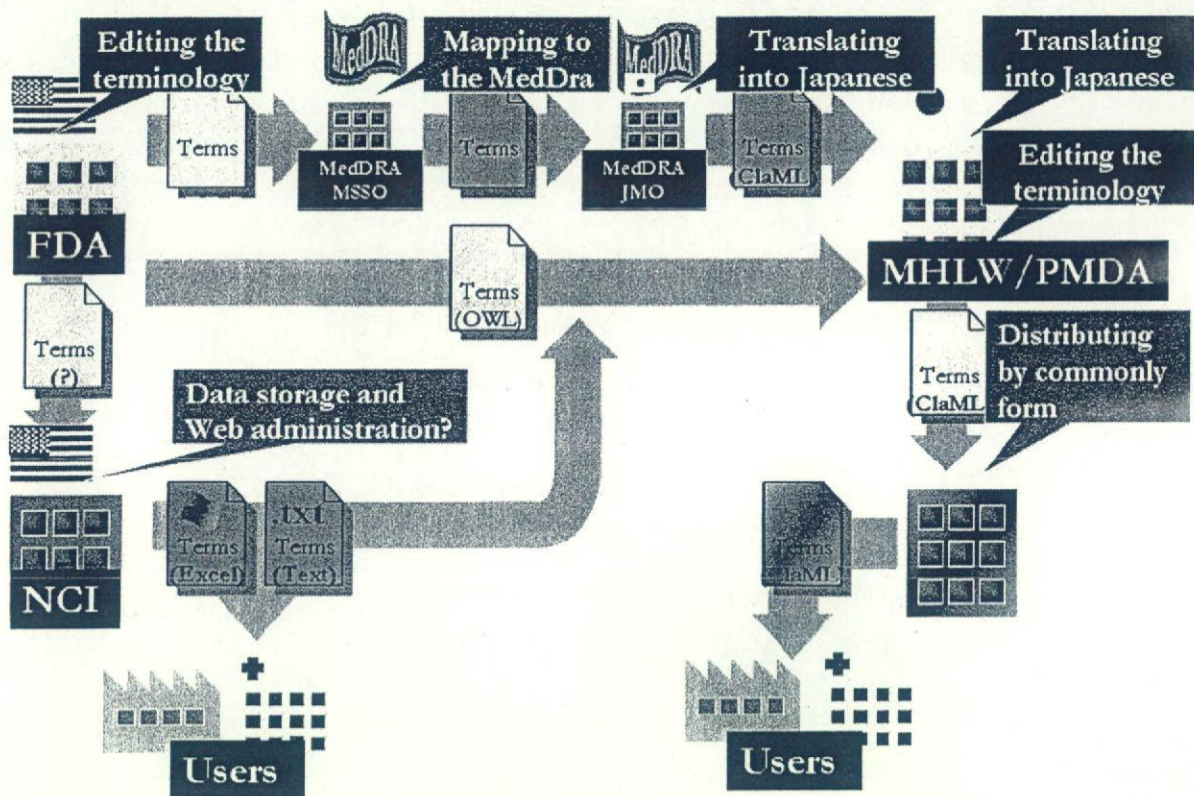 Editing the
terminology
MedDRA
Mapping to
the MedDra
MedDRA
Translating
into Japanese
Translating
into Japanese
Terms
MedDRA
MSSO
Terms
MedDRA
JMO
Terms
(ClaML)
Editing the
terminology
FDA
MHLW/PMDA
Terms
(OWL)
Terms
(?)
Terms
(ClaML)
Distributing
by commonly
form
Data storage and
Web administration?
NCI
Terms
(Excel)
.txt
Terms
(Text)
Terms
ClaML)
Users
Users